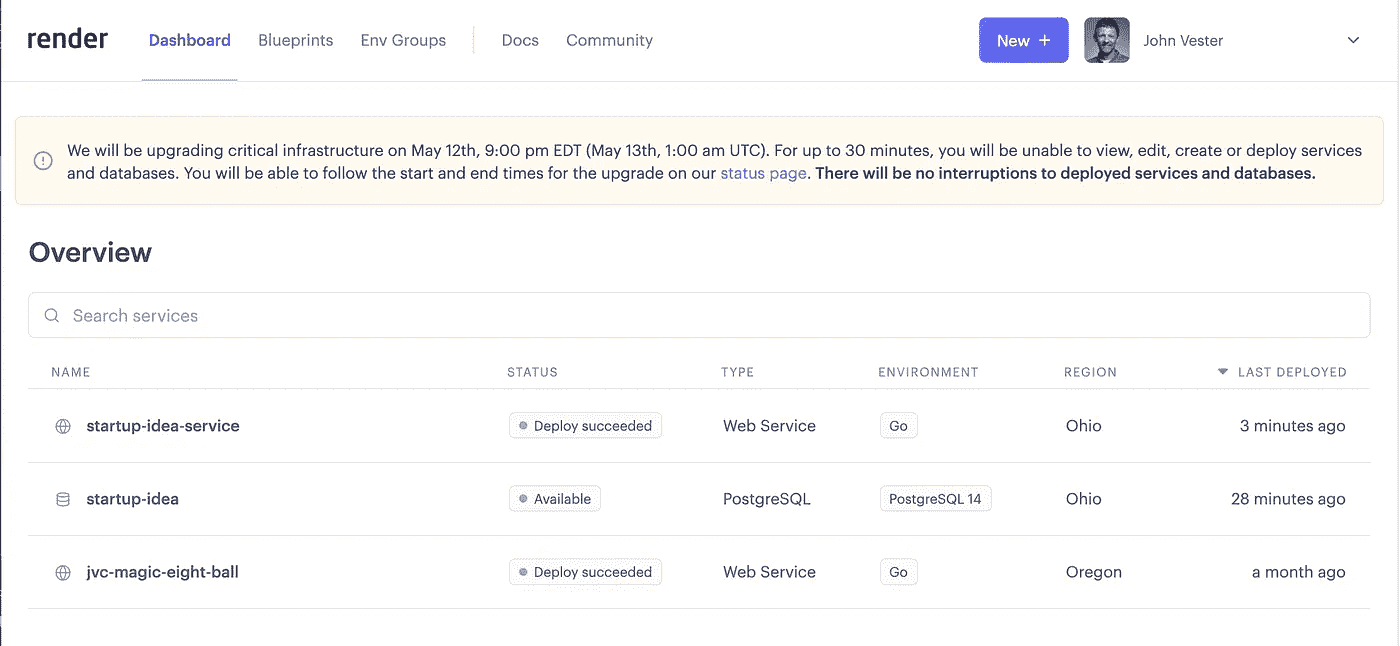 render Dashboard Blueprints Env Groups Docs Community New + John Vester
We will be upgrading critical infrastructure on May 12th, 9:00 pm EDT (May 13th, 1:00 am UTC). For up to 30 minutes, you will be unable to view, edit, create or deploy services
and databases. You will be able to follow the start and end times for the upgrade on our status page. There will be no interruptions to deployed services and databases.
Overview
Search services
NAME STATUS TYPE ENVIRONMENT REGION LAST DEPLOYED
startup-idea-service Deploy succeeded Web Service Go Ohio 3 minutes ago
startup-idea Available PostgreSQL PostgreSQL 14 Ohio 28 minutes ago
jvc-magic-eight-ball Deploy succeeded Web Service Go Oregon a month ago